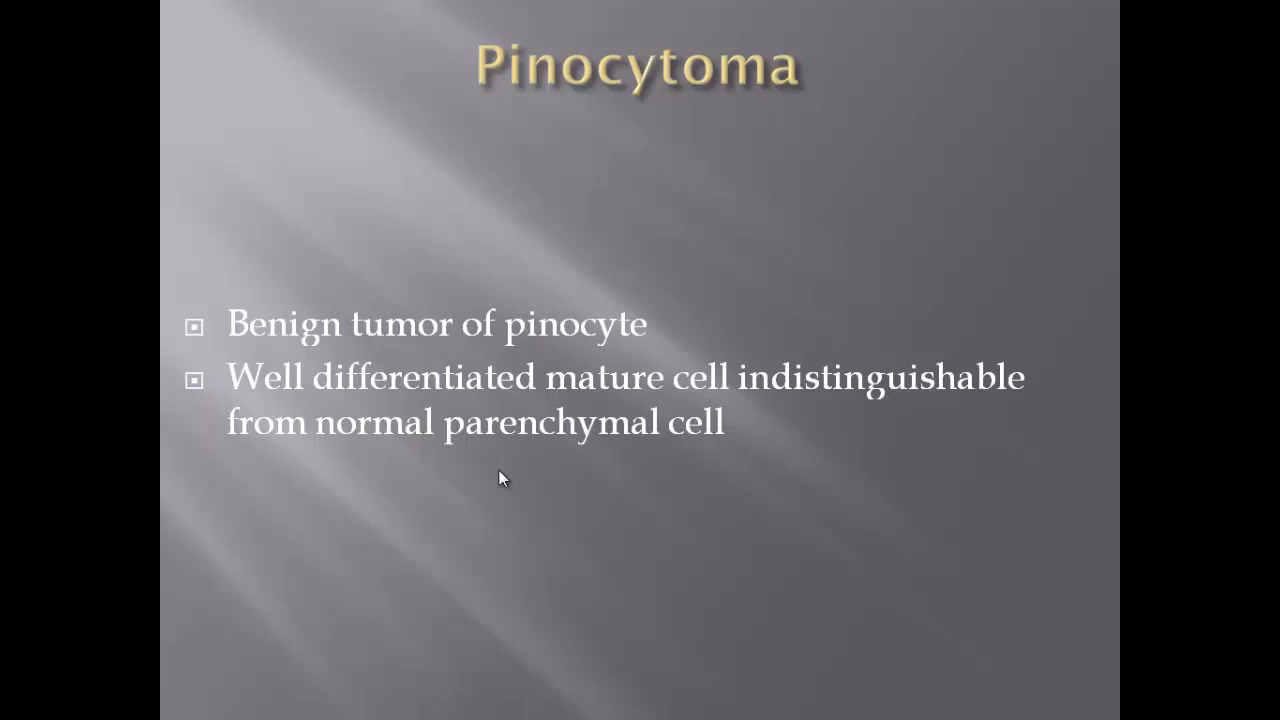 Pinocytoma
Benign tumor of pinocyte
Well differentiated mature cell indistinguishable
from normal parenchymal cell